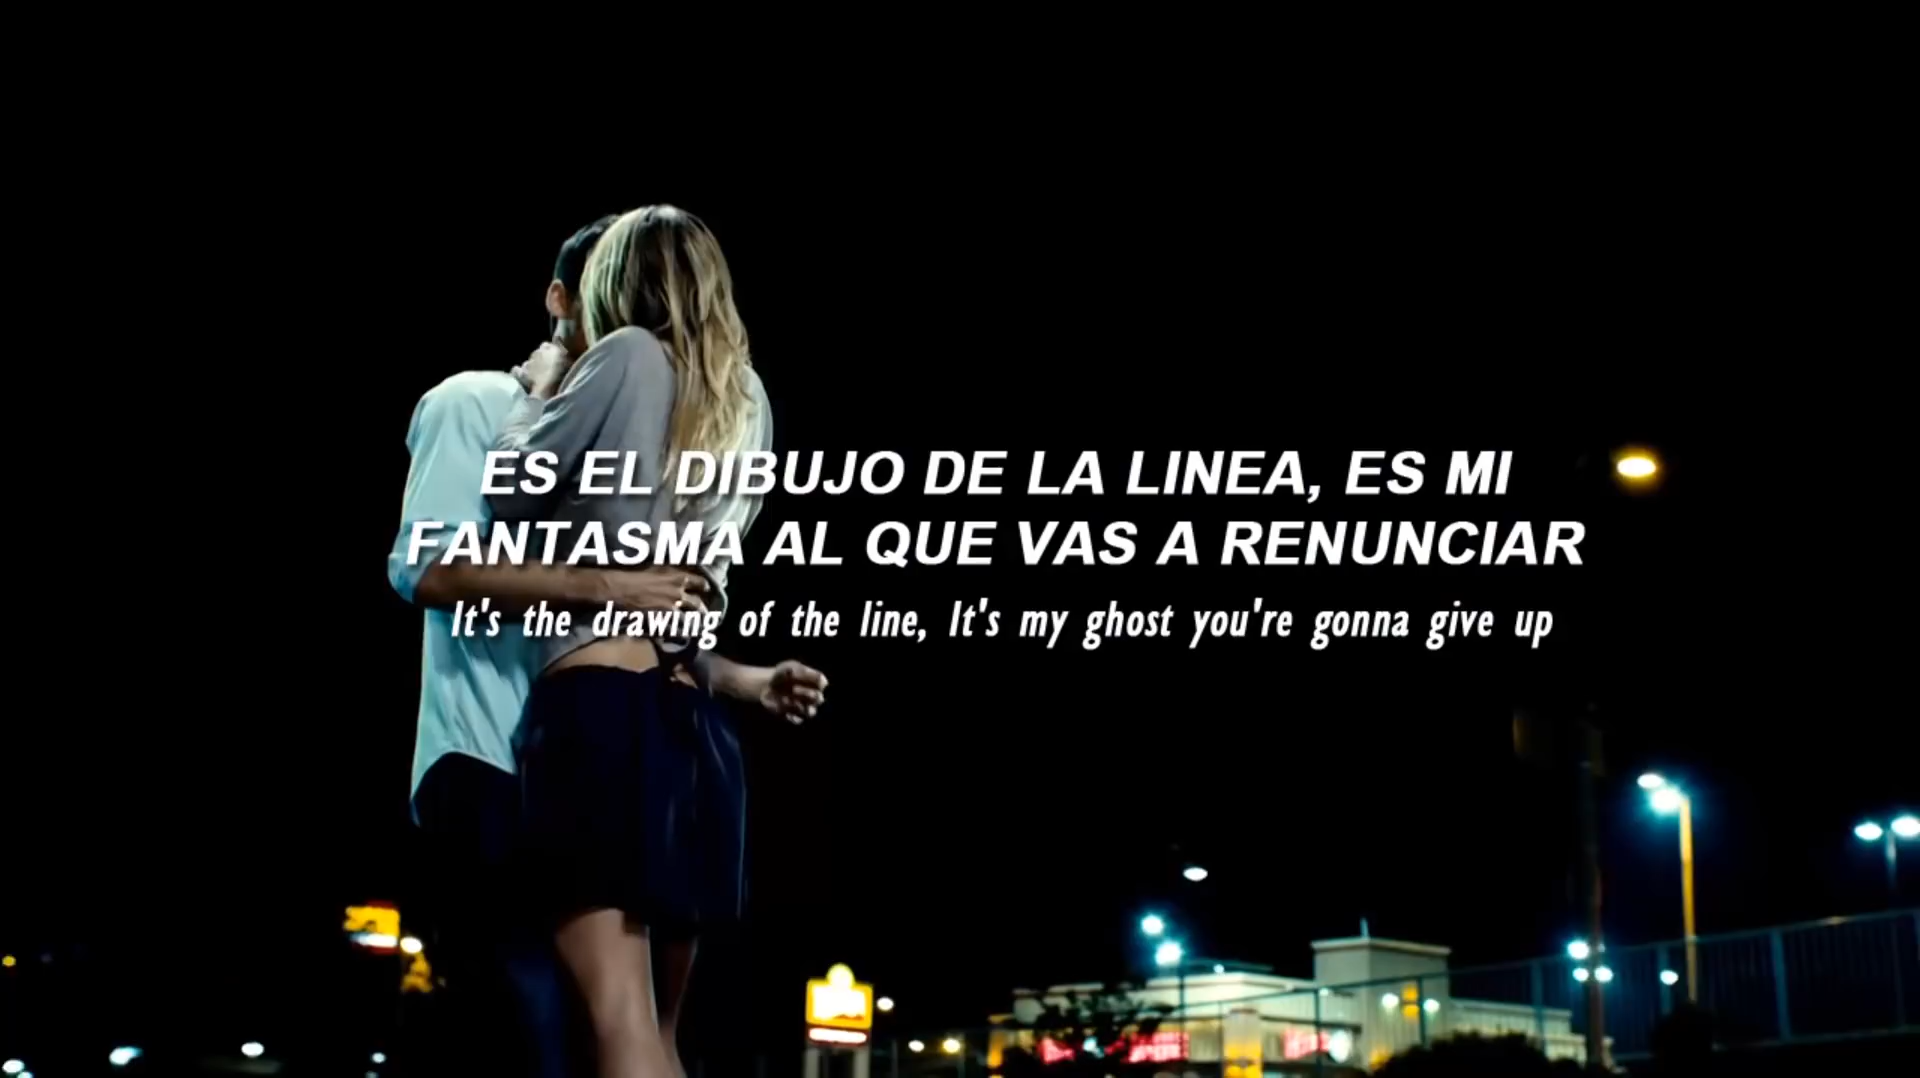 ES EL DIBUJO DE LA LINEA, ES MI
FANTASMA AL QUE VAS A RENUNCIAR
It's the drawing of the line, It's my ghost you're gonna give up